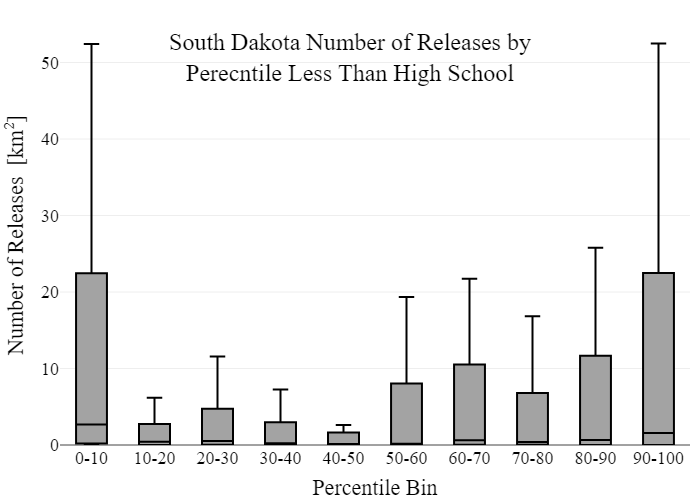 South Dakota Number of Releases by
Perecntile Less Than High School
Number of Releases [km²]
50
40
30
20
10
0
0-10 10-20 20-30 30-40 40-50 50-60 60-70 70-80 80-90 90-100
Percentile Bin